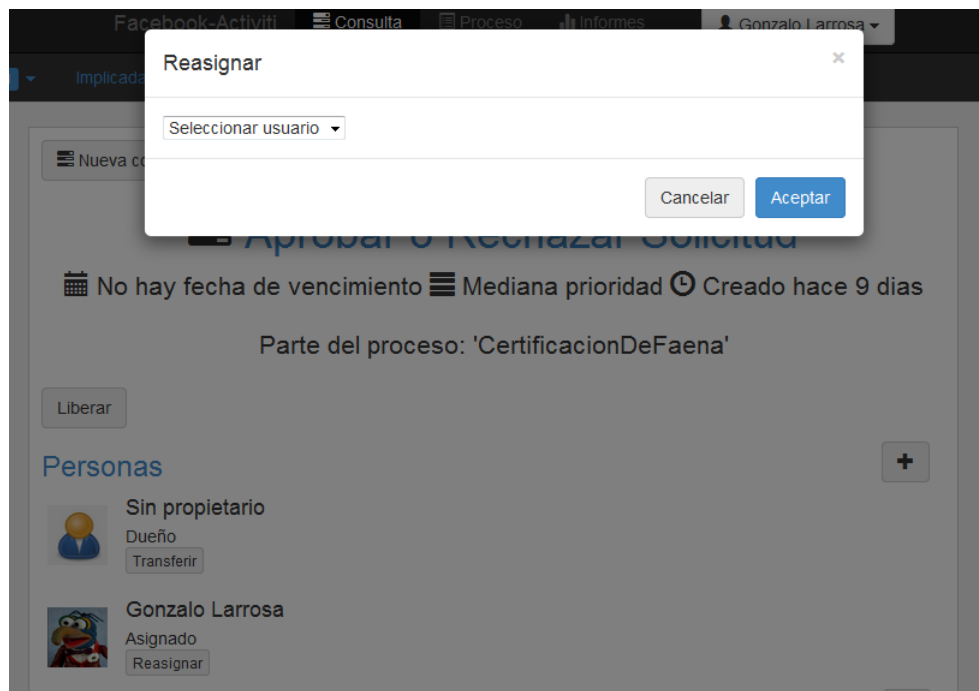 Facebook-Activiti Consulta Proceso Informes Gonzalo Larrosa
Implicada
Reasignar ×
Seleccionar usuario
Nueva co
Cancelar Aceptar
Aprobar o Rechazar Solicitud
No hay fecha de vencimiento Mediana prioridad Creado hace 9 dias
Parte del proceso: 'CertificacionDeFaena'
Liberar
Personas
Sin propietario
Dueño
Transferir
Gonzalo Larrosa
Asignado
Reasignar